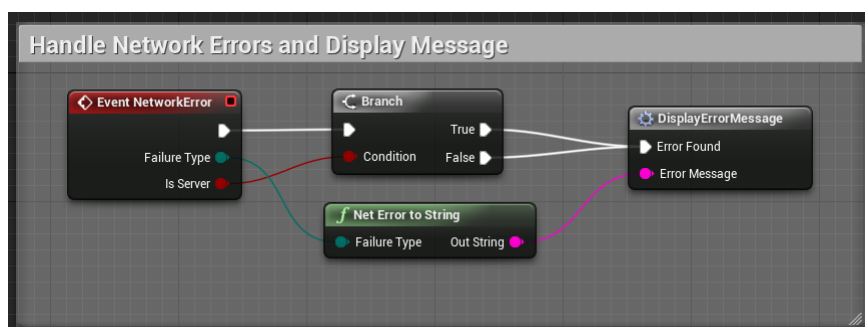 Handle Network Errors and Display Message
Event NetworkError
Failure Type
Is Server
Branch
True
Condition
False
Net Error to String
Failure Type
Out String
DisplayErrorMessage
Error Found
Error Message